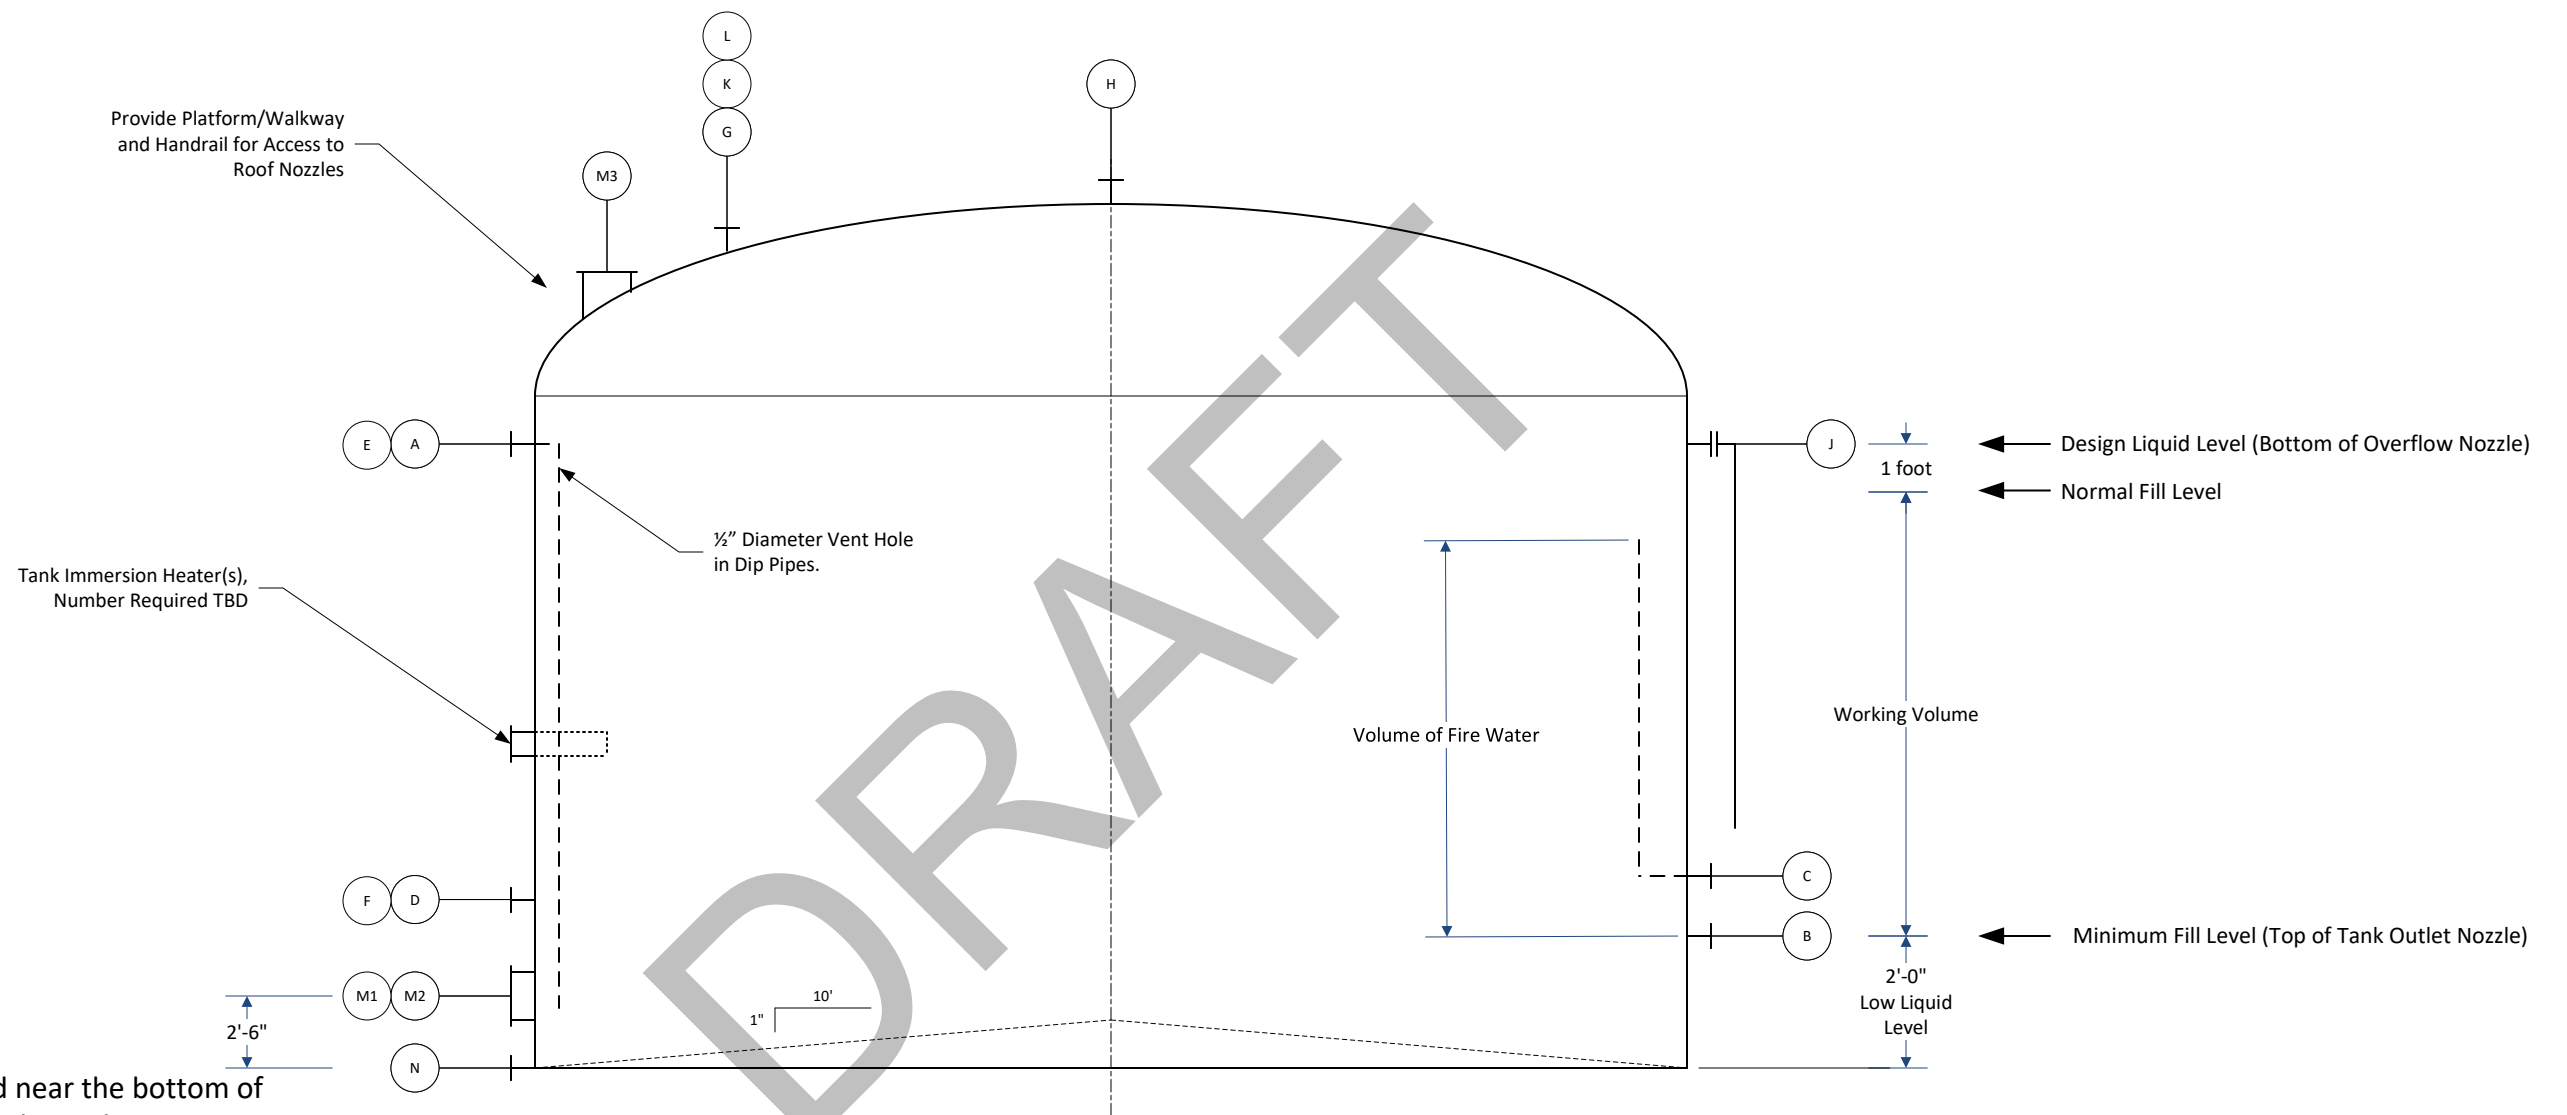 L
K
G
H
M3
Provide Platform/Walkway
and Handrail for Access to
Roof Nozzles
E
A
J
1 foot
Design Liquid Level (Bottom of Overflow Nozzle)
Normal Fill Level
½” Diameter Vent Hole
in Dip Pipes.
Tank Immersion Heater(s),
Number Required TBD
Working Volume
Volume of Fire Water
DRAFT
F
D
C
B
Minimum Fill Level (Top of Tank Outlet Nozzle)
M1
M2
2'-6"
10'
1"
2'-0"
Low Liquid
Level
N
near the bottom of